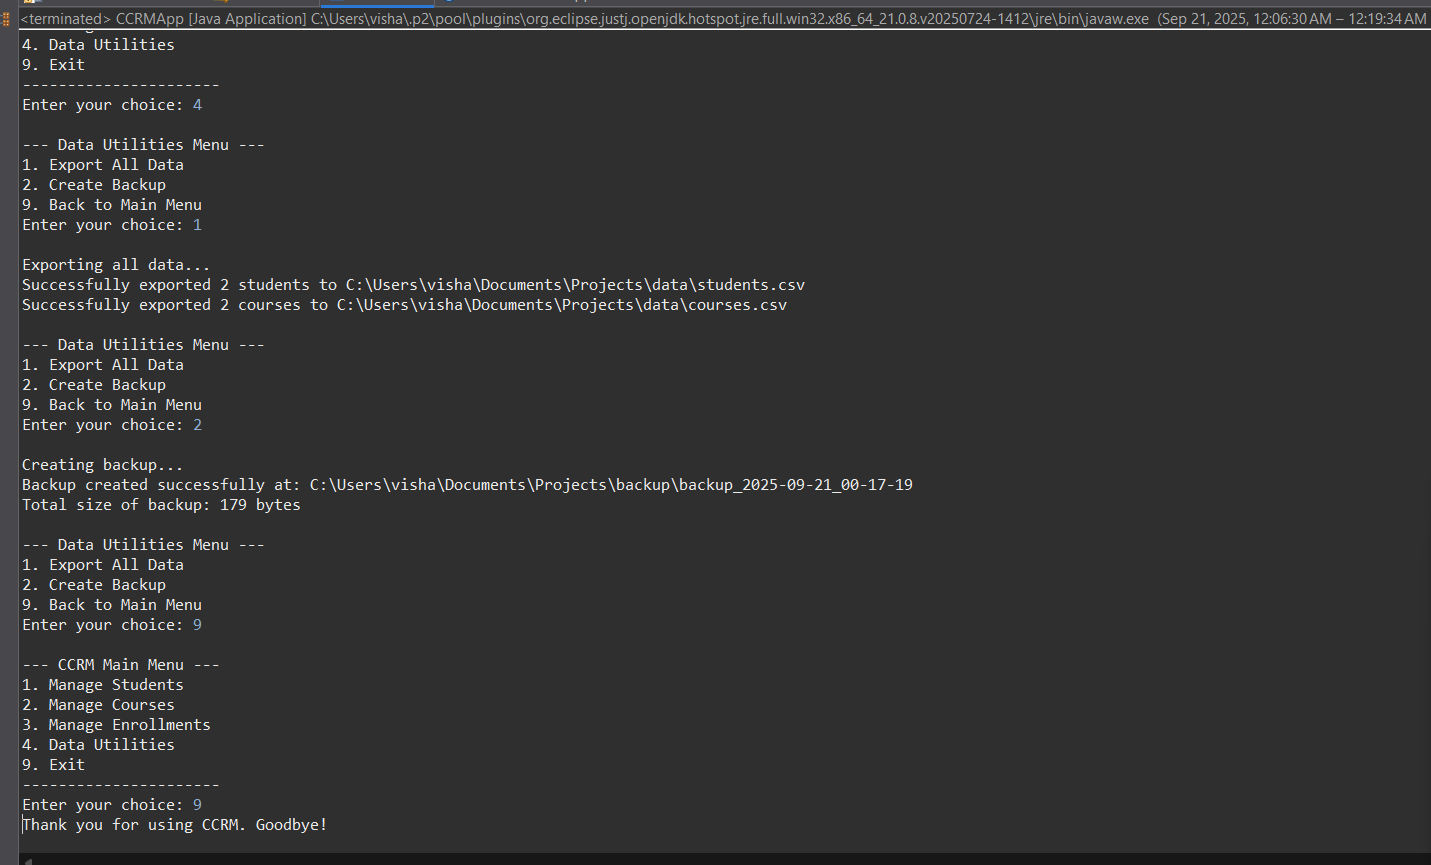 <terminated> CCRMApp [Java Application] C:\Users\visha\.p2\pool\plugins\org.eclipse.justj.openjdk.hotspot.jre.full.win32.x86_64_21.0.8.v20250724-1412\jre\bin\javaw.exe (Sep 21, 2025, 12:06:30 AM – 12:19:34 AM
4. Data Utilities
9. Exit
----------------------
Enter your choice: 4

--- Data Utilities Menu ---
1. Export All Data
2. Create Backup
9. Back to Main Menu
Enter your choice: 1

Exporting all data...
Successfully exported 2 students to C:\Users\visha\Documents\Projects\data\students.csv
Successfully exported 2 courses to C:\Users\visha\Documents\Projects\data\courses.csv

--- Data Utilities Menu ---
1. Export All Data
2. Create Backup
9. Back to Main Menu
Enter your choice: 2

Creating backup...
Backup created successfully at: C:\Users\visha\Documents\Projects\backup\backup_2025-09-21_00-17-19
Total size of backup: 179 bytes

--- Data Utilities Menu ---
1. Export All Data
2. Create Backup
9. Back to Main Menu
Enter your choice: 9

--- CCRM Main Menu ---
1. Manage Students
2. Manage Courses
3. Manage Enrollments
4. Data Utilities
9. Exit
----------------------
Enter your choice: 9
Thank you for using CCRM. Goodbye!